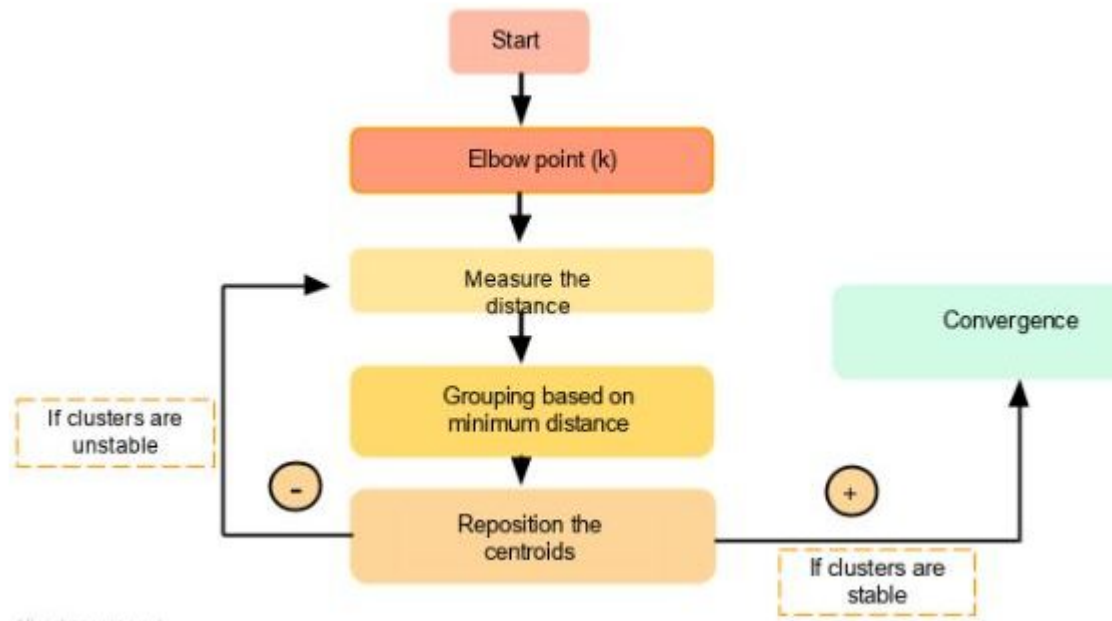 Start
Elbow point (k)
Measure the
distance
Convergence
Grouping based on
minimum distance
If clusters are
unstable
-
+
Reposition the
centroids
If clusters are
stable